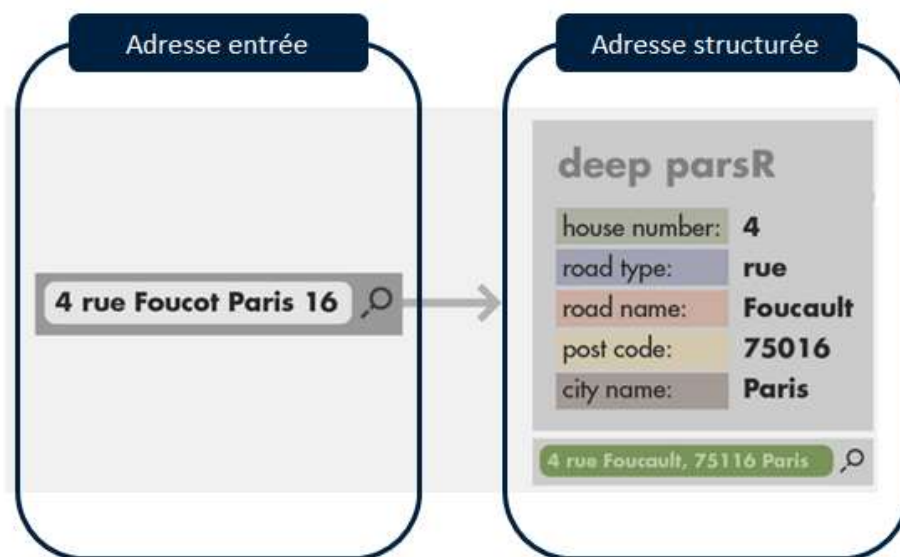 Adresse entrée
4 rue Foucot Paris 16
Adresse structurée
deep parsR
house number: 4
road type: rue
road name: Foucault
post code: 75016
city name: Paris
4 rue Foucault, 75116 Paris